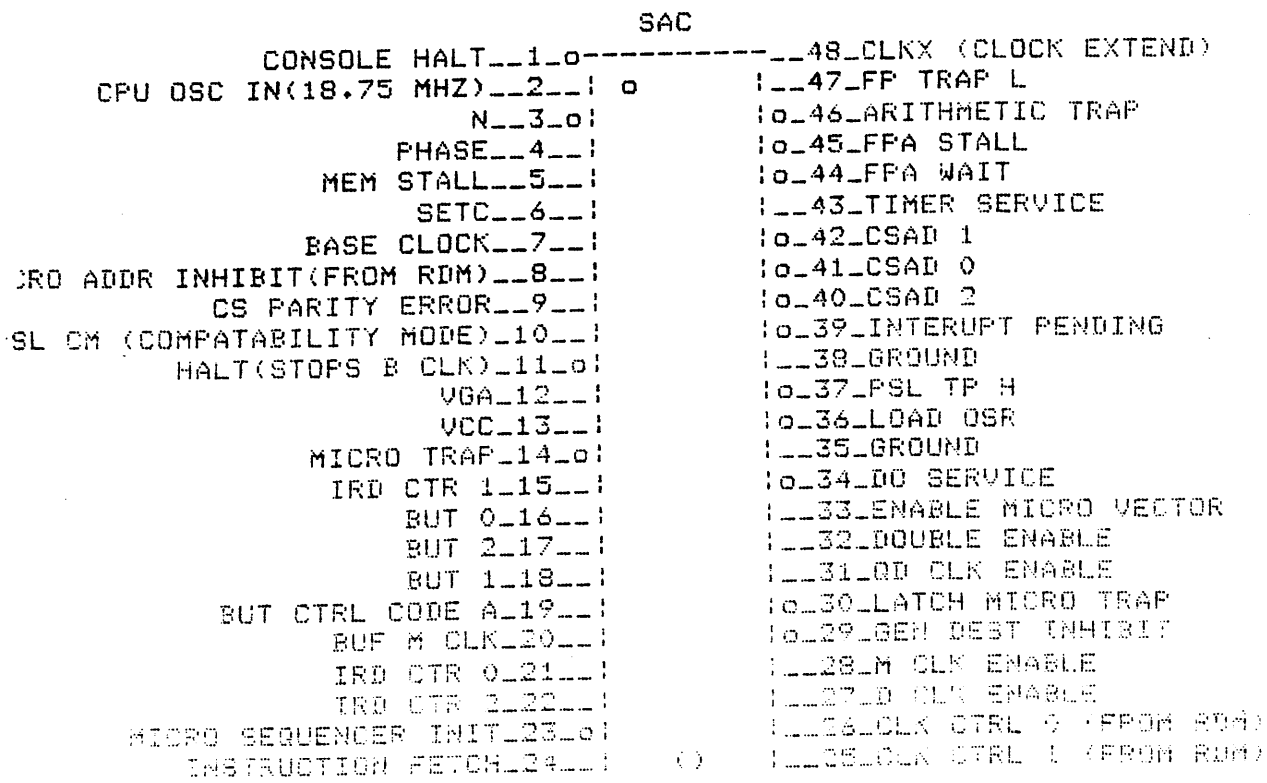 SAC
CONSOLE HALT__1_o-----------__48_CLKX (CLOCK EXTEND)
CPU OSC IN(18.75 MHZ)__2__| o |__47_FP TRAP L
N__3_o| |o_46_ARITHMETIC TRAP
PHASE__4__| |o_45_FPA STALL
MEM STALL__5__| |o_44_FPA WAIT
SETC__6__| |__43_TIMER SERVICE
BASE CLOCK__7__| |o_42_CSAD 1
CRO ADDR INHIBIT(FROM RDM)__8__| |o_41_CSAD 0
CS PARITY ERROR__9__| |o_40_CSAD 2
SL CM (COMPATABILITY MODE)_10__| |o_39_INTERUPT PENDING
HALT(STOPS B CLK)_11_o| |__38_GROUND
VGA_12__| |o_37_PSL TP H
VCC_13__| |o_36_LOAD OSR
MICRO TRAP_14_o| |__35_GROUND
IRD CTR 1_15__| |o_34_DO SERVICE
BUT 0_16__| |__33_ENABLE MICRO VECTOR
BUT 2_17__| |__32_DOUBLE ENABLE
BUT 1_18__| |__31_QD CLK ENABLE
BUT CTRL CODE A_19__| |o_30_LATCH MICRO TRAP
BUF M CLK_20__| |o_29_GEN DEST INHIBIT
IRD CTR 0_21__| |__28_M CLK ENABLE
IRD CTR 2_22__| |__27_D CLK ENABLE
MICRO SEQUENCER INIT_23_o| |__26_CLK CTRL 0 (FROM RDM)
INSTRUCTION FETCH_24__| () |__25_CLK CTRL 1 (FROM RDM)